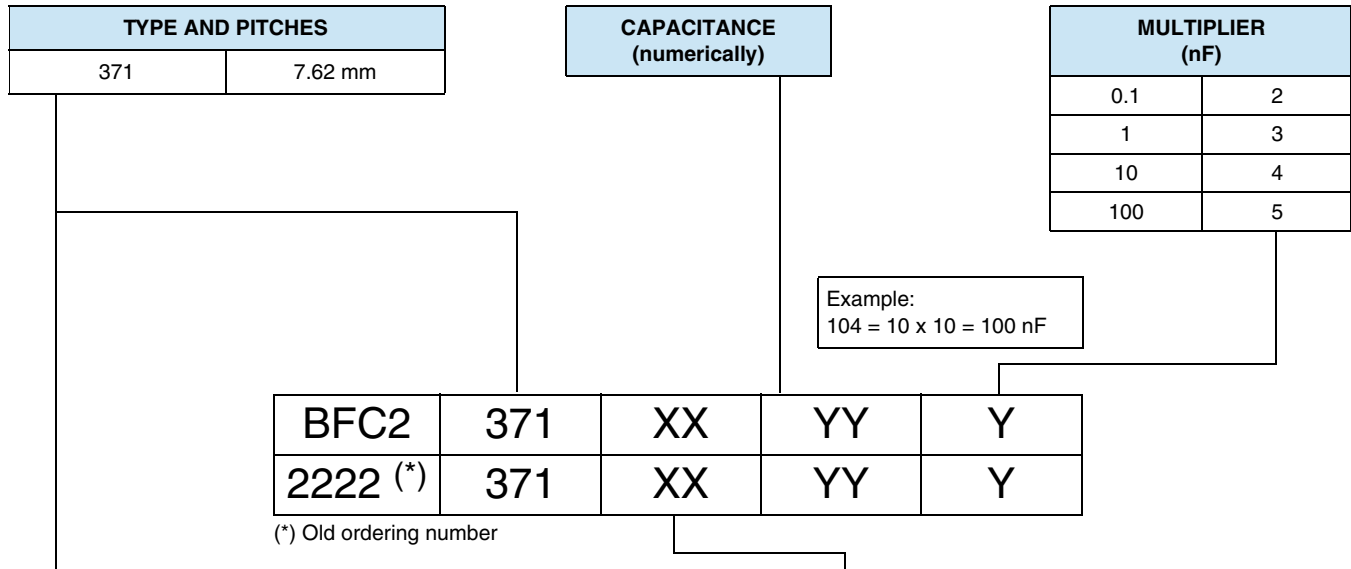 TYPE AND PITCHES
371 7.62 mm
CAPACITANCE
(numerically)
MULTIPLIER
(nF)
0.1 2
1 3
10 4
100 5
Example:
104 = 10 x 10 = 100 nF
BFC2 371 XX YY Y
2222 (*) 371 XX YY Y
(*) Old ordering number